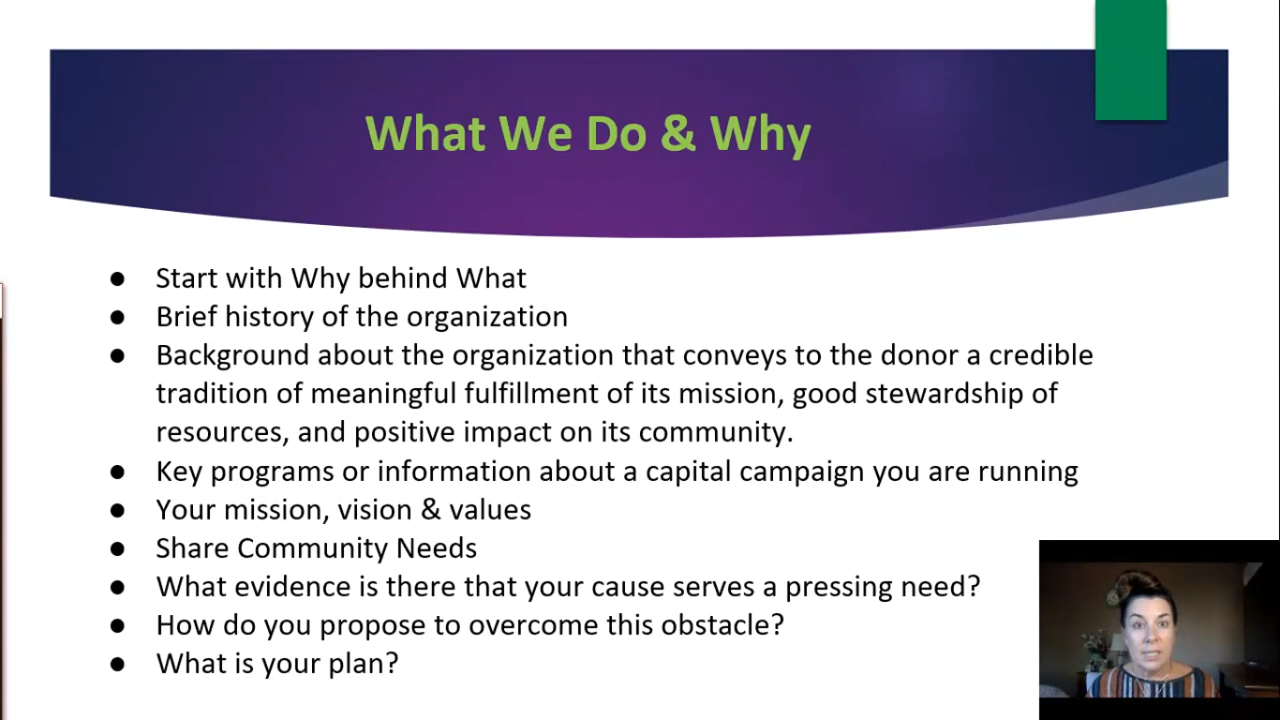 What We Do & Why
● Start with Why behind What
● Brief history of the organization
● Background about the organization that conveys to the donor a credible
tradition of meaningful fulfillment of its mission, good stewardship of
resources, and positive impact on its community.
● Key programs or information about a capital campaign you are running
● Your mission, vision & values
● Share Community Needs
● What evidence is there that your cause serves a pressing need?
● How do you propose to overcome this obstacle?
● What is your plan?